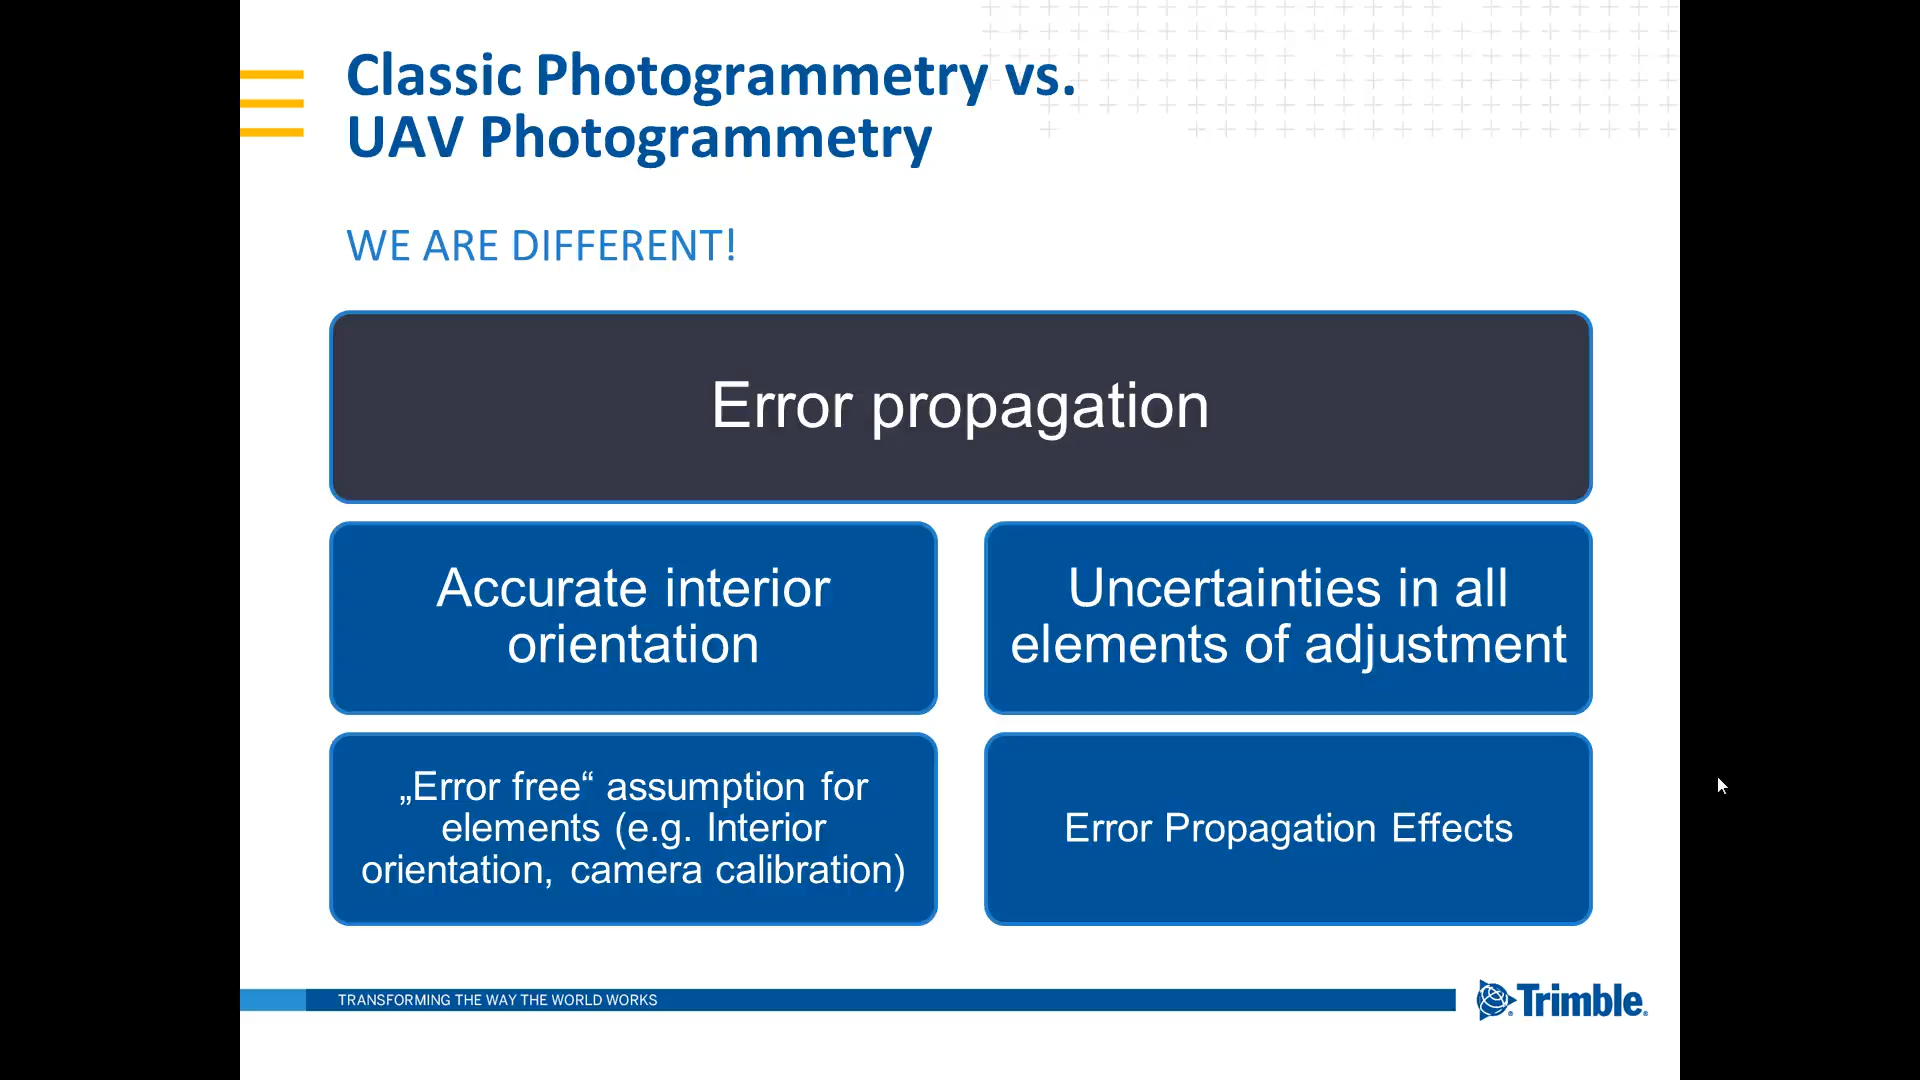 Classic Photogrammetry vs.
UAV Photogrammetry
WE ARE DIFFERENT!
Error propagation
Accurate interior
orientation
Uncertainties in all
elements of adjustment
„Error free“ assumption for
elements (e.g. Interior
orientation, camera calibration)
Error Propagation Effects
TRANSFORMING THE WAY THE WORLD WORKS
Trimble